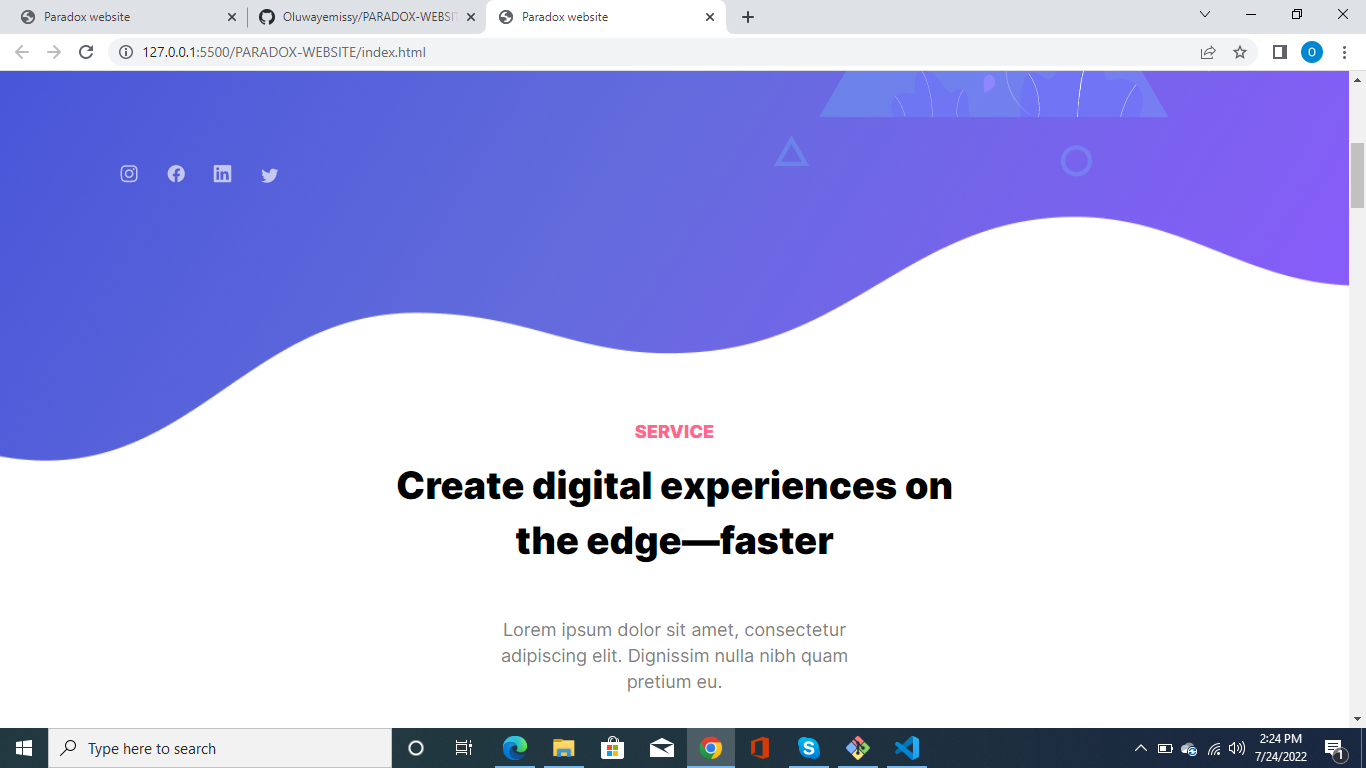 Paradox website
Oluwayemissy/PARADOX-WEBSIT
Paradox website
127.0.0.1:5500/PARADOX-WEBSITE/index.html
O
SERVICE
Create digital experiences on
the edge—faster
Lorem ipsum dolor sit amet, consectetur
adipiscing elit. Dignissim nulla nibh quam
pretium eu.
Type here to search
2:24 PM
7/24/2022
1